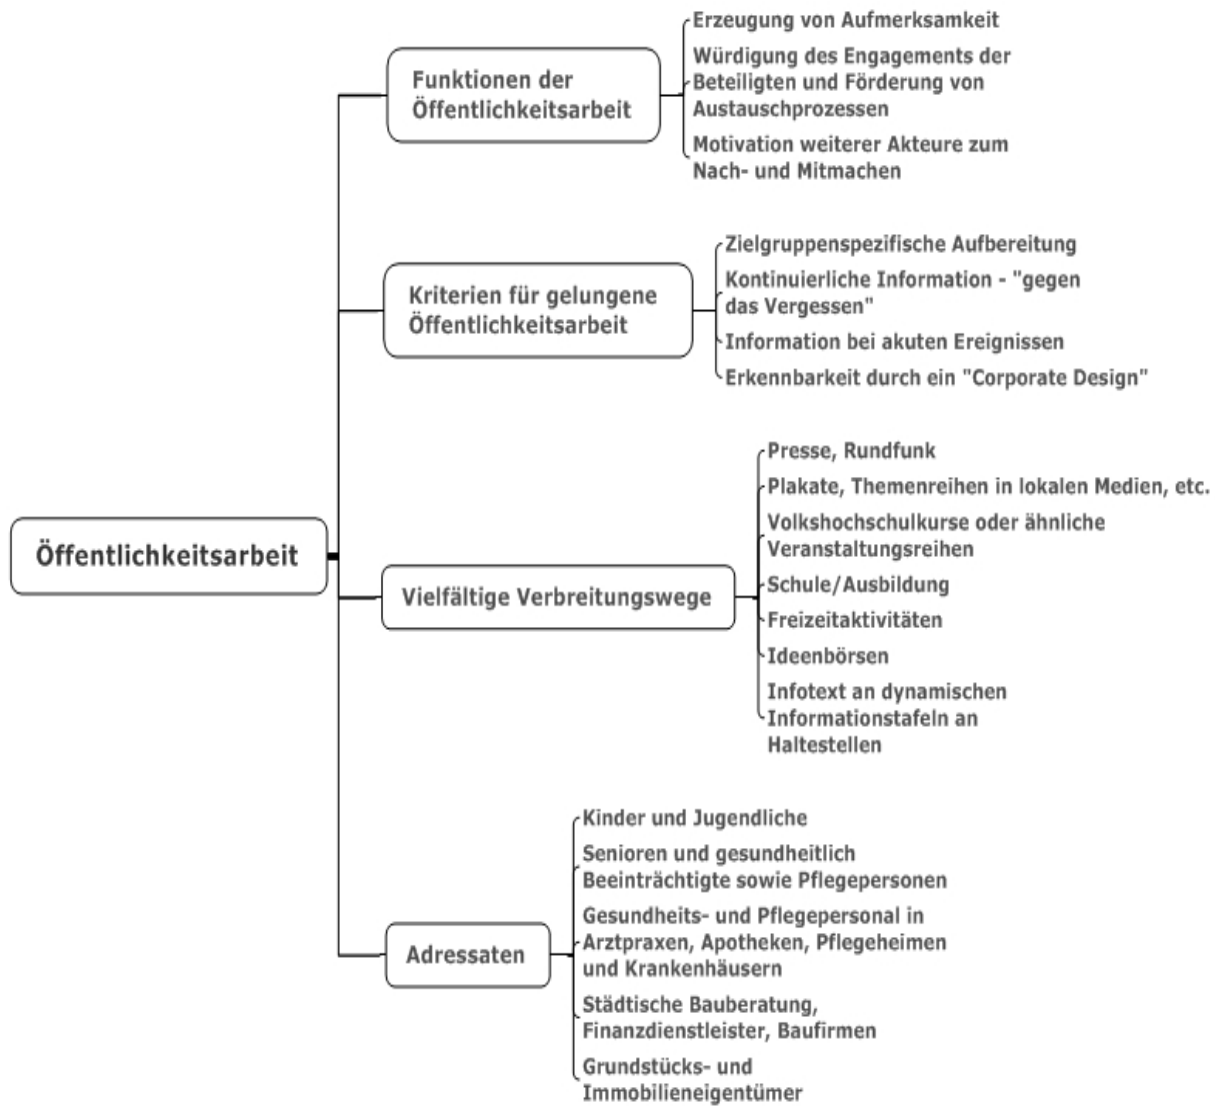 Öffentlichkeitsarbeit
Funktionen der
Öffentlichkeitsarbeit
Erzeugung von Aufmerksamkeit
Würdigung des Engagements der
Beteiligten und Förderung von
Austauschprozessen
Motivation weiterer Akteure zum
Nach- und Mitmachen
Kriterien für gelungene
Öffentlichkeitsarbeit
Zielgruppenspezifische Aufbereitung
Kontinuierliche Information - "gegen
das Vergessen"
Information bei akuten Ereignissen
Erkennbarkeit durch ein "Corporate Design"
Vielfältige Verbreitungswege
Presse, Rundfunk
Plakate, Themenreihen in lokalen Medien, etc.
Volkshochschulkurse oder ähnliche
Veranstaltungsreihen
Schule/Ausbildung
Freizeitaktivitäten
Ideenbörsen
Infotext an dynamischen
Informationstafeln an
Haltestellen
Adressaten
Kinder und Jugendliche
Senioren und gesundheitlich
Beeinträchtigte sowie Pflegepersonen
Gesundheits- und Pflegepersonal in
Arztpraxen, Apotheken, Pflegeheimen
und Krankenhäusern
Städtische Bauberatung,
Finanzdienstleister, Baufirmen
Grundstücks- und
Immobilieneigentümer